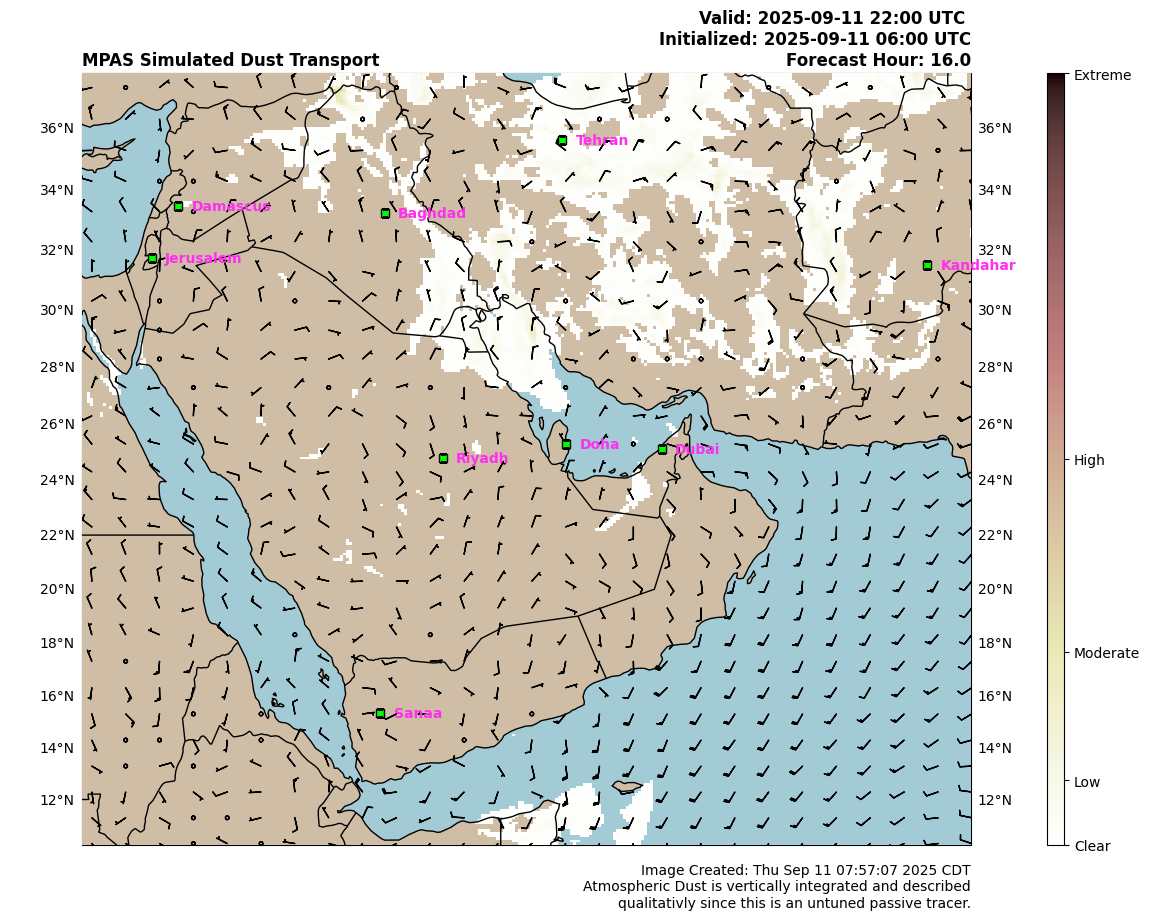 Valid: 2025-09-11 22:00 UTC
Initialized: 2025-09-11 06:00 UTC
MPAS Simulated Dust Transport
Forecast Hour: 16.0
Extreme
36°N
36°N
Tehran
34°N
34°N
Damascus
Baghdad
32°N
32°N
Jerusalem
Kandahar
30°N
30°N
28°N
28°N
26°N
26°N
Doha
Dubai
Riyadh
High
24°N
24°N
22°N
22°N
20°N
20°N
18°N
18°N
Moderate
16°N
16°N
Sanaa
14°N
14°N
Low
12°N
12°N
Clear
Image Created: Thu Sep 11 07:57:07 2025 CDT
Atmospheric Dust is vertically integrated and described
qualitativly since this is an untuned passive tracer.